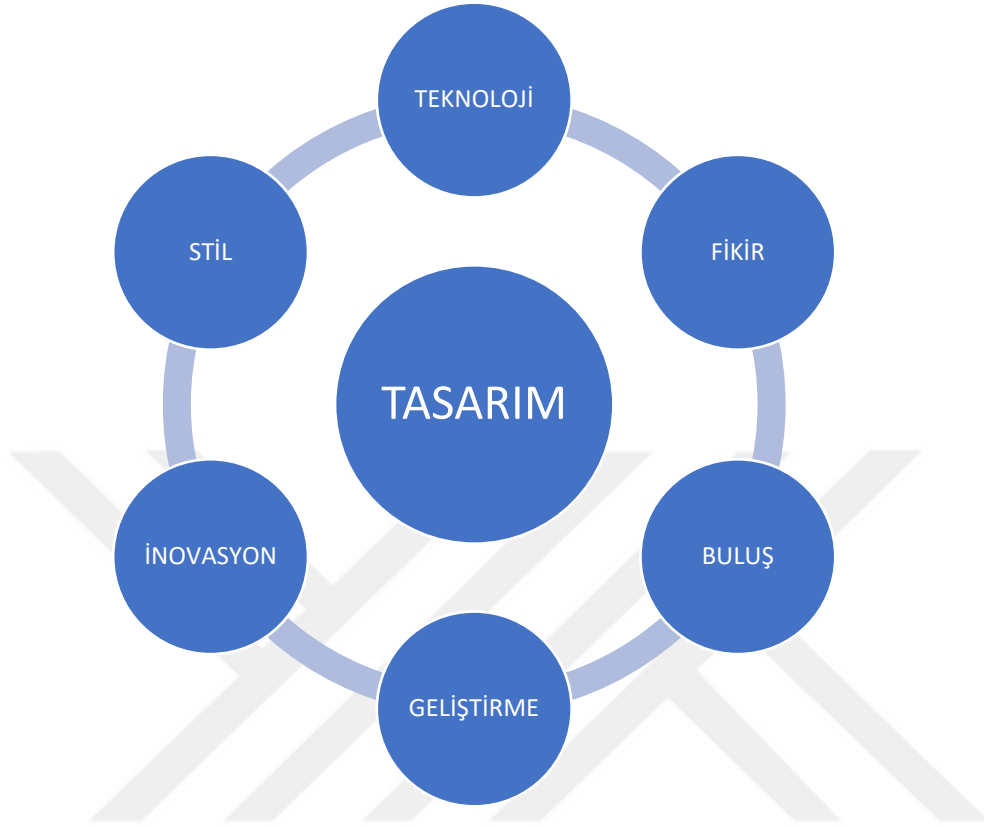 TEKNOLOJİ
STİL
FİKİR
TASARIM
İNOVASYON
BULUŞ
GELİŞTİRME